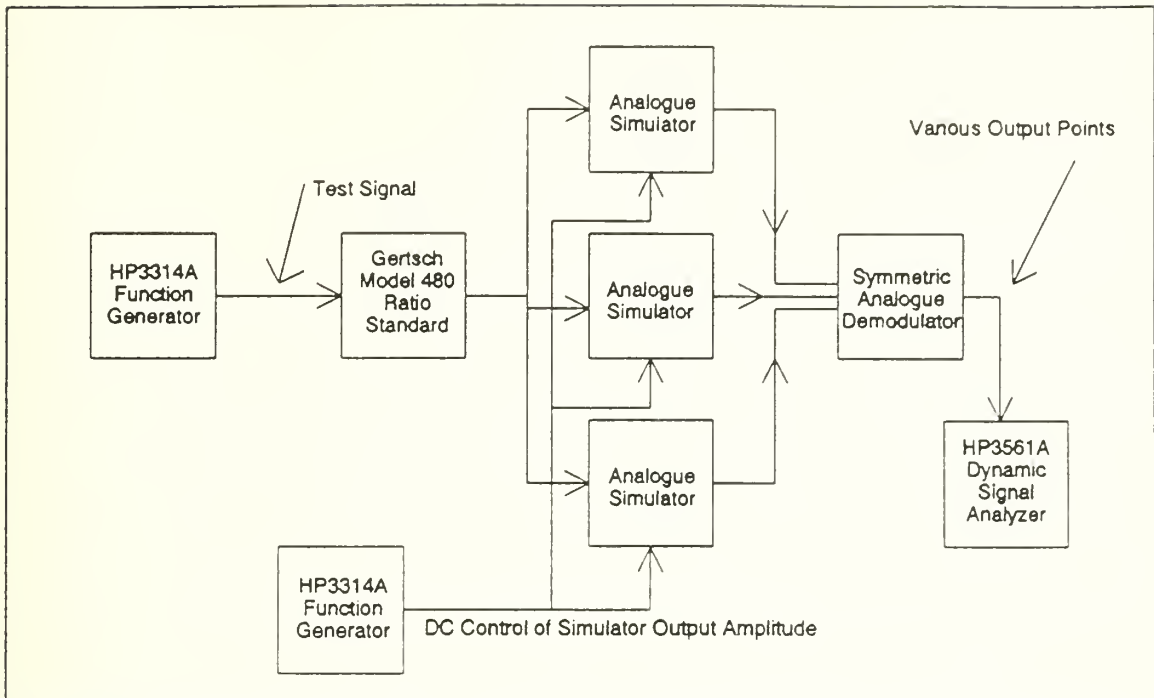 Analogue
Simulator
Vanous Output Points
Test Signal
HP3314A
Function
Generator
Gertsch
Model 480
Ratio
Standard
Analogue
Simulator
Symmetric
Analogue
Demodulator
Analogue
Simulator
HP3561A
Dynamic
Signal
Analyzer
HP3314A
Function
Generator
DC Control of Simulator Output Amplitude